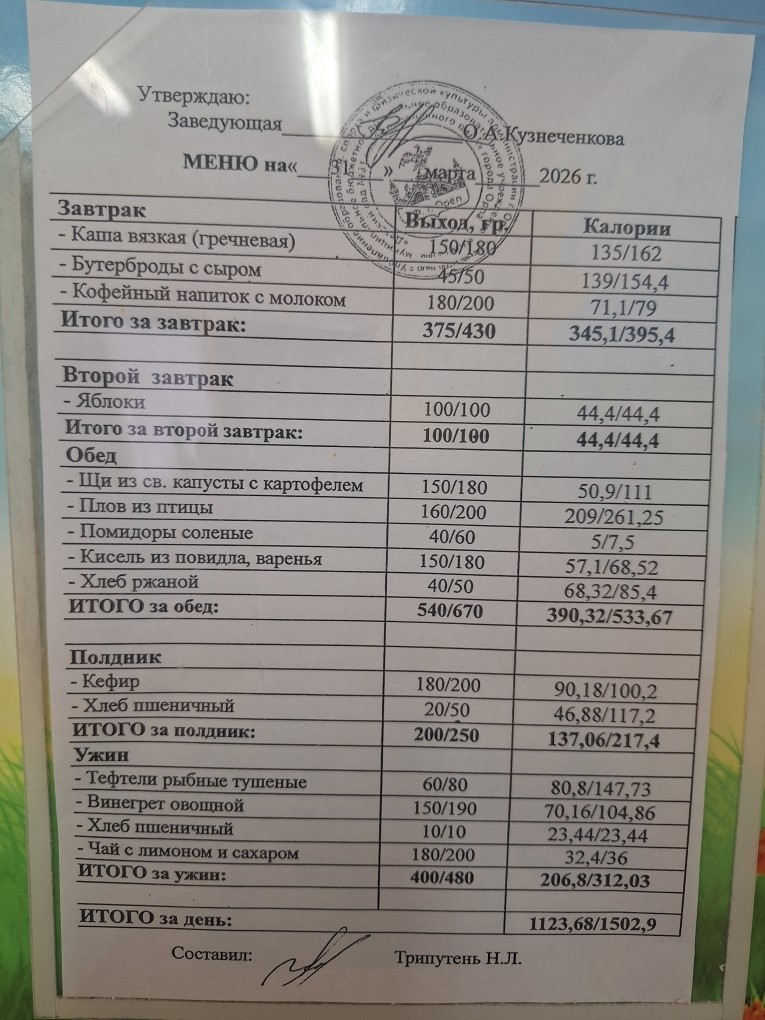 Утверждаю:
Заведующая О.А.Кузнеченкова
МЕНЮ на« 31 » марта 2026 г.
Завтрак Выход, гр. Калории
- Каша вязкая (гречневая) 150/180 135/162
- Бутерброды с сыром 45/50 139/154,4
- Кофейный напиток с молоком 180/200 71,1/79
Итого за завтрак: 375/430 345,1/395,4
Второй завтрак
- Яблоки 100/100 44,4/44,4
Итого за второй завтрак: 100/100 44,4/44,4
Обед
- Щи из св. капусты с картофелем 150/180 50,9/111
- Плов из птицы 160/200 209/261,25
- Помидоры соленые 40/60 5/7,5
- Кисель из повидла, варенья 150/180 57,1/68,52
- Хлеб ржаной 40/50 68,32/85,4
ИТОГО за обед: 540/670 390,32/533,67
Полдник
- Кефир 180/200 90,18/100,2
- Хлеб пшеничный 20/50 46,88/117,2
ИТОГО за полдник: 200/250 137,06/217,4
Ужин
- Тефтели рыбные тушеные 60/80 80,8/147,73
- Винегрет овощной 150/190 70,16/104,86
- Хлеб пшеничный 10/10 23,44/23,44
- Чай с лимоном и сахаром 180/200 32,4/36
ИТОГО за ужин: 400/480 206,8/312,03
ИТОГО за день: 1123,68/1502,9
Составил: Трипутень Н.Л.